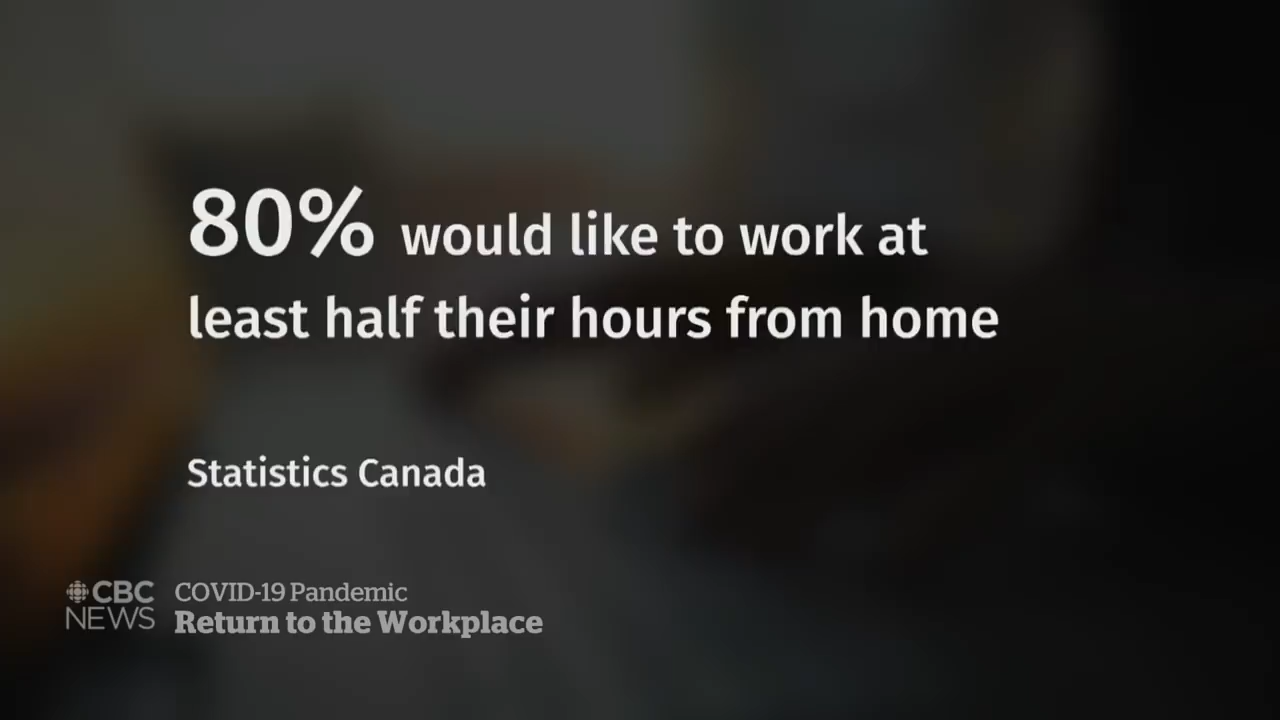 80% would like to work at
least half their hours from home
Statistics Canada
CBC
NEWS
COVID-19 Pandemic
Return to the Workplace